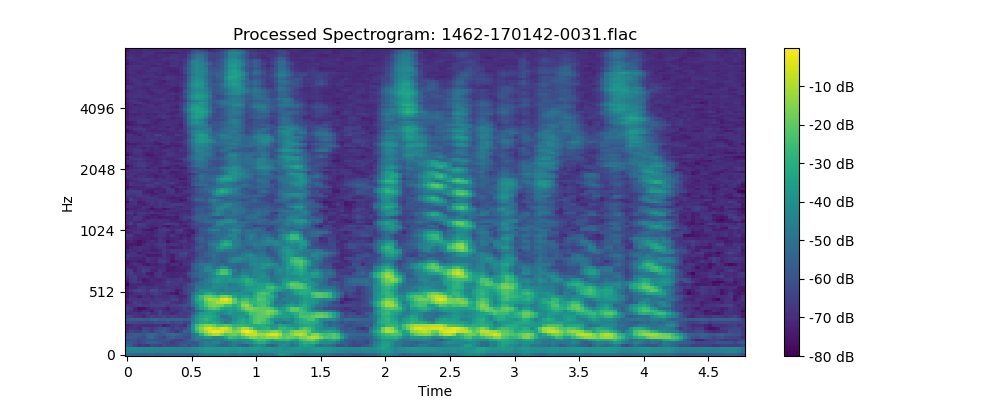 Processed Spectrogram: 1462-170142-0031.flac
Hz
4096
2048
1024
512
0
0 0.5 1 1.5 2 2.5 3 3.5 4 4.5
Time
-10 dB
-20 dB
-30 dB
-40 dB
-50 dB
-60 dB
-70 dB
-80 dB